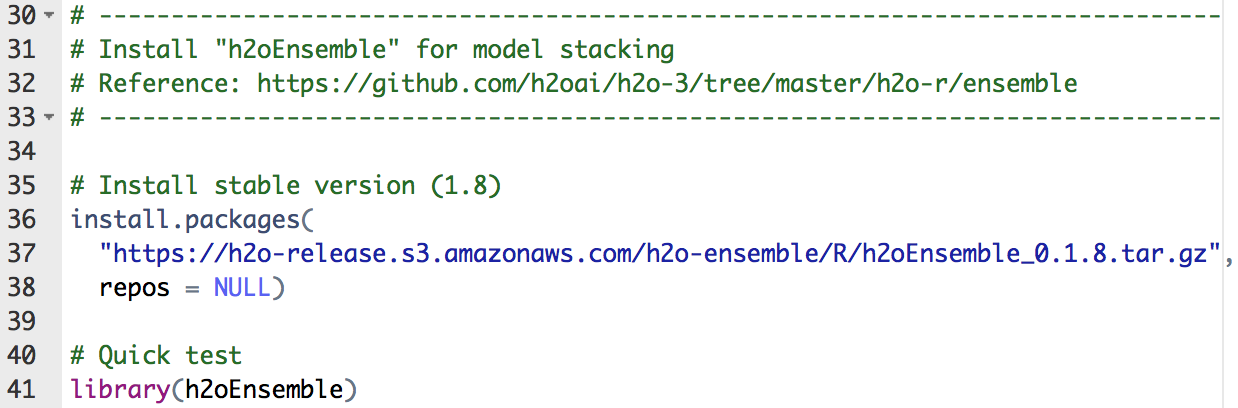 30 # ------------------------------------------------------------------------------
31 # Install "h2oEnsemble" for model stacking
32 # Reference: https://github.com/h2oai/h2o-3/tree/master/h2o-r/ensemble
33 # ------------------------------------------------------------------------------
34
35 # Install stable version (1.8)
36 install.packages(
37   "https://h2o-release.s3.amazonaws.com/h2o-ensemble/R/h2oEnsemble_0.1.8.tar.gz",
38   repos = NULL)
39
40 # Quick test
41 library(h2oEnsemble)